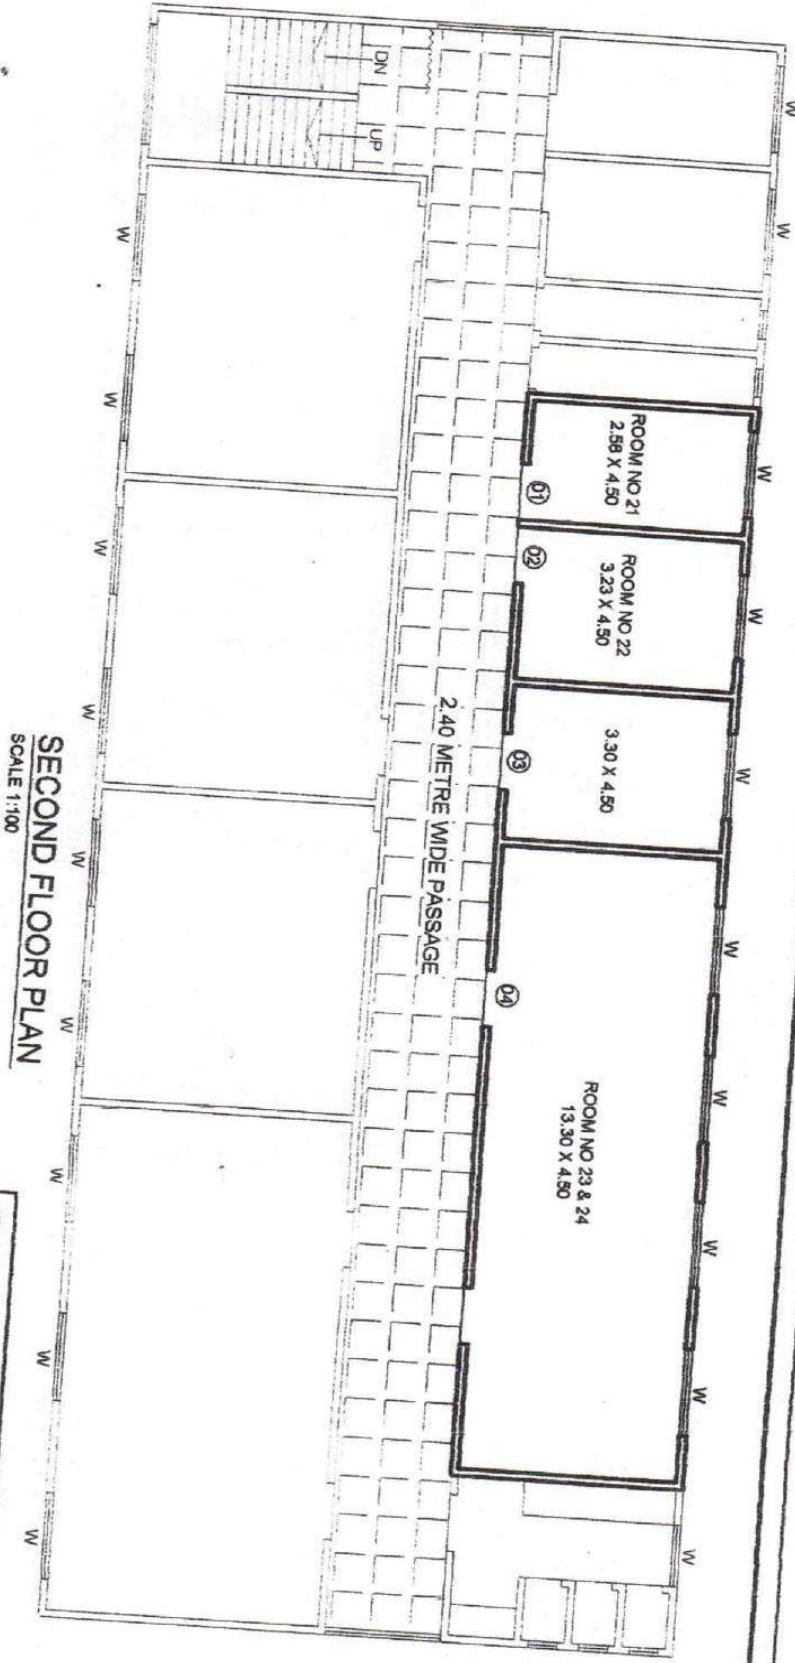 W
W
W
W
W
W
W
W
W
W
ROOM NO 21
2.58 X 4.50
ROOM NO 22
3.23 X 4.50
3.30 X 4.50
ROOM NO 23 & 24
13.30 X 4.50
01
02
03
04
2.40 METRE WIDE PASSAGE
DN
UP
W
W
W
W
W
W
W
W
W
SECOND FLOOR PLAN
SCALE 1:100